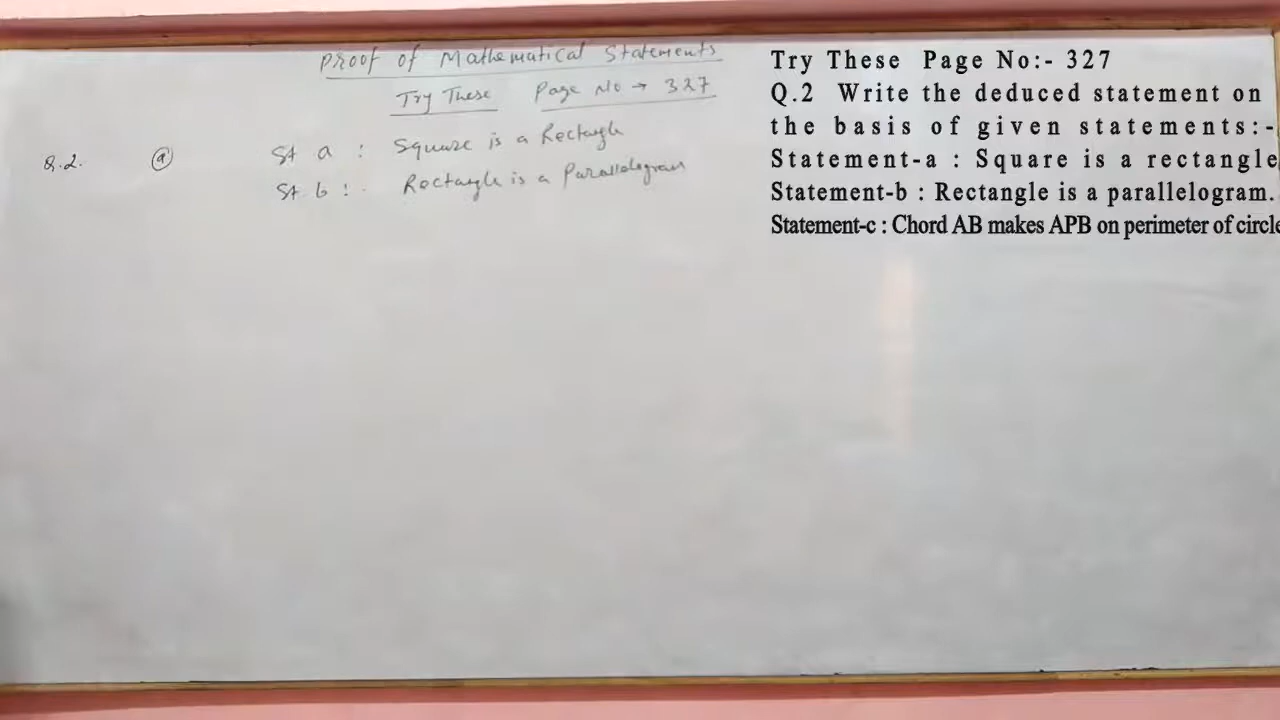 Proof of Mathematical Statements
Try These Page No → 327
Q.2. (a) St a : Square is a Rectangle
St. b : Rectangle is a Parallelogram
Try These Page No:- 327
Q.2 Write the deduced statement on
the basis of given statements:-
Statement-a : Square is a rectangle
Statement-b : Rectangle is a parallelogram.
Statement-c : Chord AB makes APB on perimeter of circle